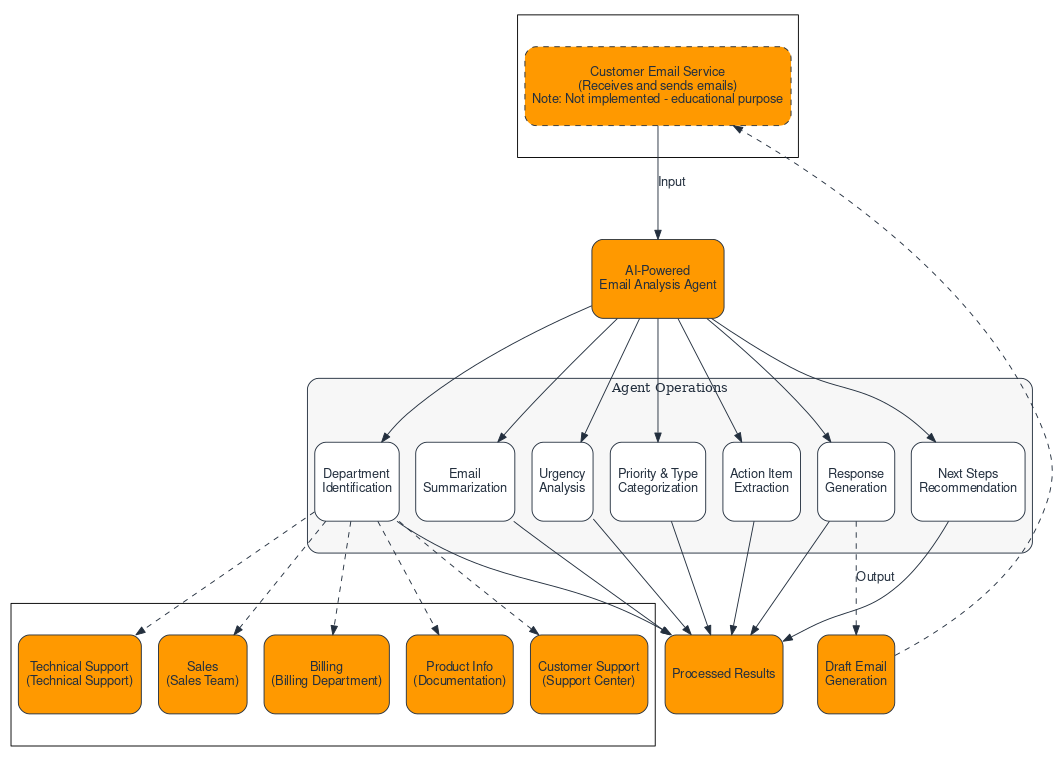 Customer Email Service
(Receives and sends emails)
Note: Not implemented - educational purpose
Input
AI-Powered
Email Analysis Agent
Agent Operations
Department
Identification
Email
Summarization
Urgency
Analysis
Priority & Type
Categorization
Action Item
Extraction
Response
Generation
Next Steps
Recommendation
Output
Technical Support
(Technical Support)
Sales
(Sales Team)
Billing
(Billing Department)
Product Info
(Documentation)
Customer Support
(Support Center)
Processed Results
Draft Email
Generation